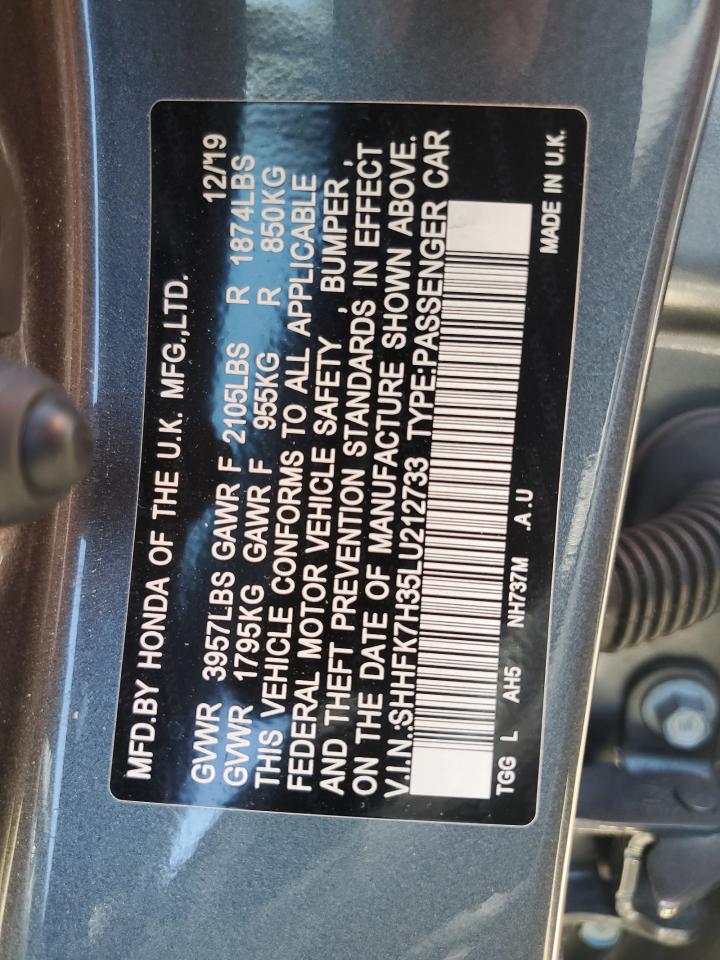 MFD.BY HONDA OF THE U.K. MFG.,LTD.
12/19
GVWR 3957LBS GAWR F 2105LBS R 1874LBS
GVWR 1795KG GAWR F 955KG R 850KG
THIS VEHICLE CONFORMS TO ALL APPLICABLE
FEDERAL MOTOR VEHICLE SAFETY , BUMPER ,
AND THEFT PREVENTION STANDARDS IN EFFECT
ON THE DATE OF MANUFACTURE SHOWN ABOVE.
V.I.N.:SHHFK7H35LU212733 TYPE:PASSENGER CAR
TGG L AH5 NH737M .A.U
MADE IN U.K.